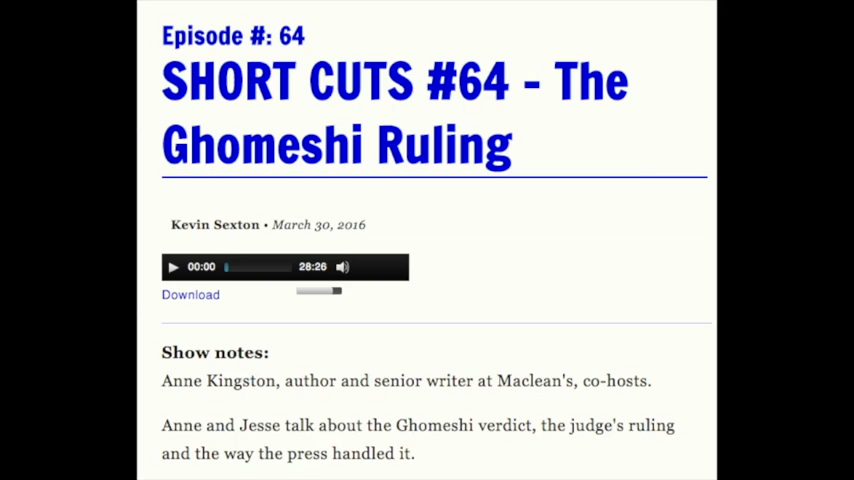 Episode #: 64
SHORT CUTS #64 - The
Ghomeshi Ruling
Kevin Sexton • March 30, 2016
00:00 28:26
Download
Show notes:
Anne Kingston, author and senior writer at Maclean's, co-hosts.
Anne and Jesse talk about the Ghomeshi verdict, the judge's ruling
and the way the press handled it.